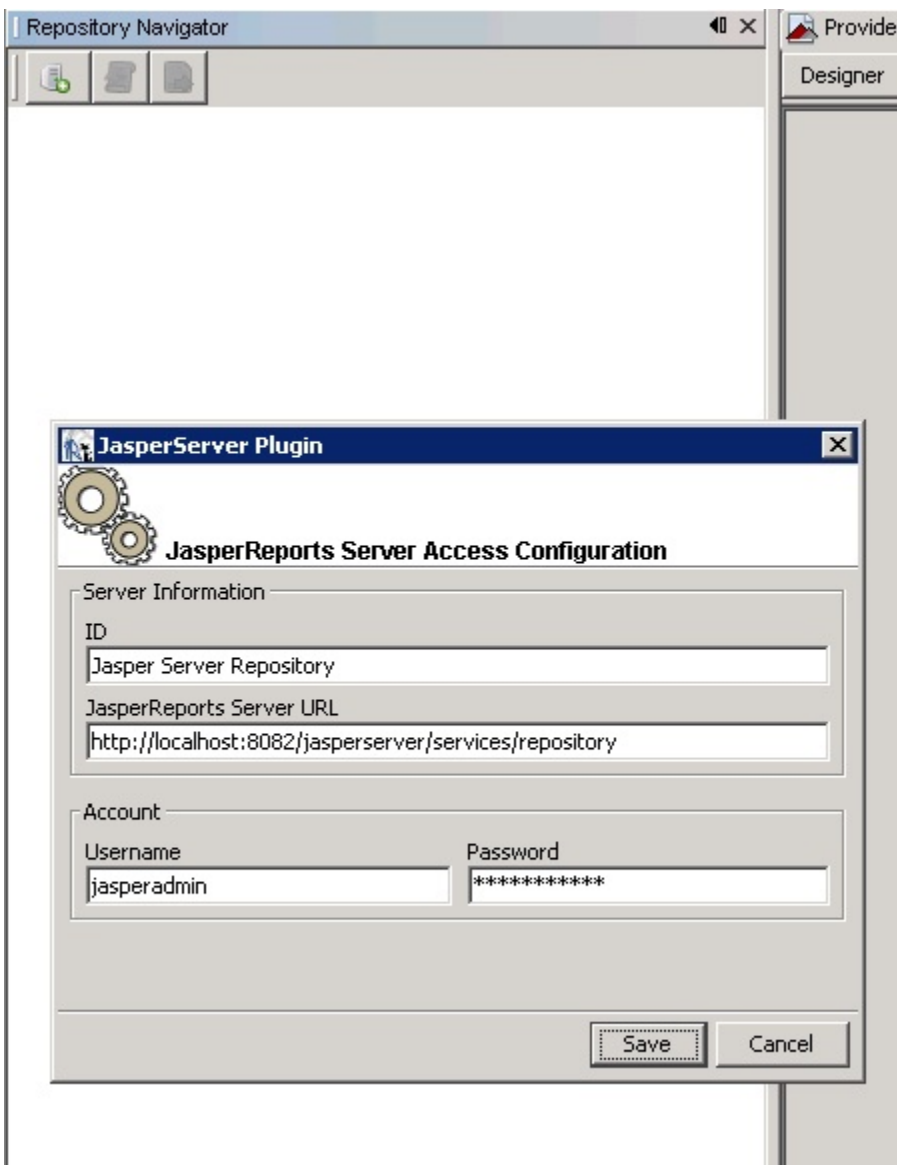 Repository Navigator
Provide
Designer
JasperServer Plugin
JasperReports Server Access Configuration
Server Information
ID
Jasper Server Repository
JasperReports Server URL
http://localhost:8082/jasperserver/services/repository
Account
Username
Password
jasperadmin
***********
Save
Cancel